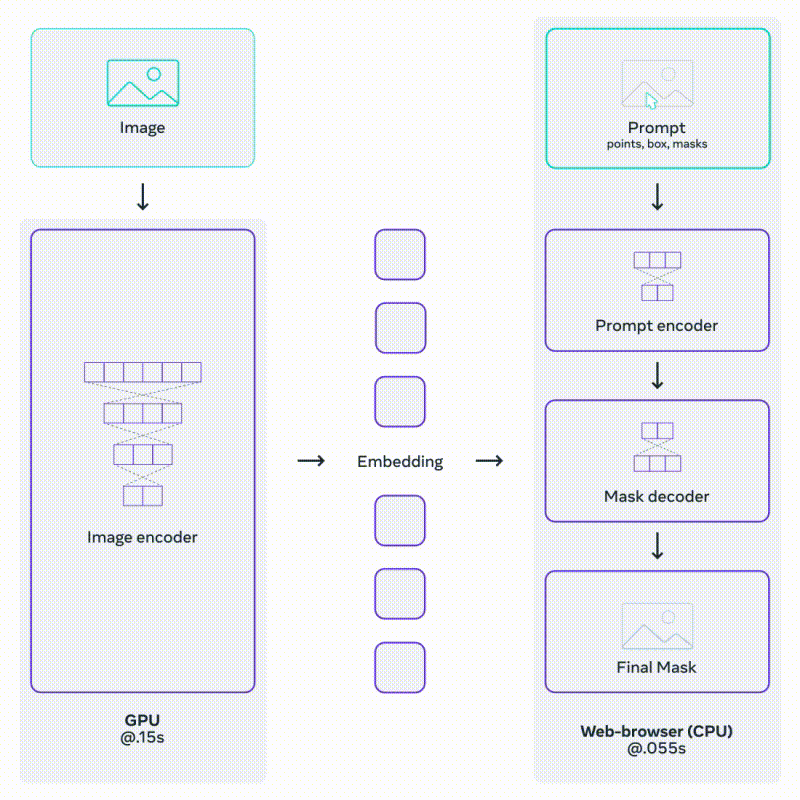 Image
Image encoder
GPU
@.15s
Embedding
Prompt
points, box, masks
Prompt encoder
Mask decoder
Final Mask
Web-browser (CPU)
@.055s